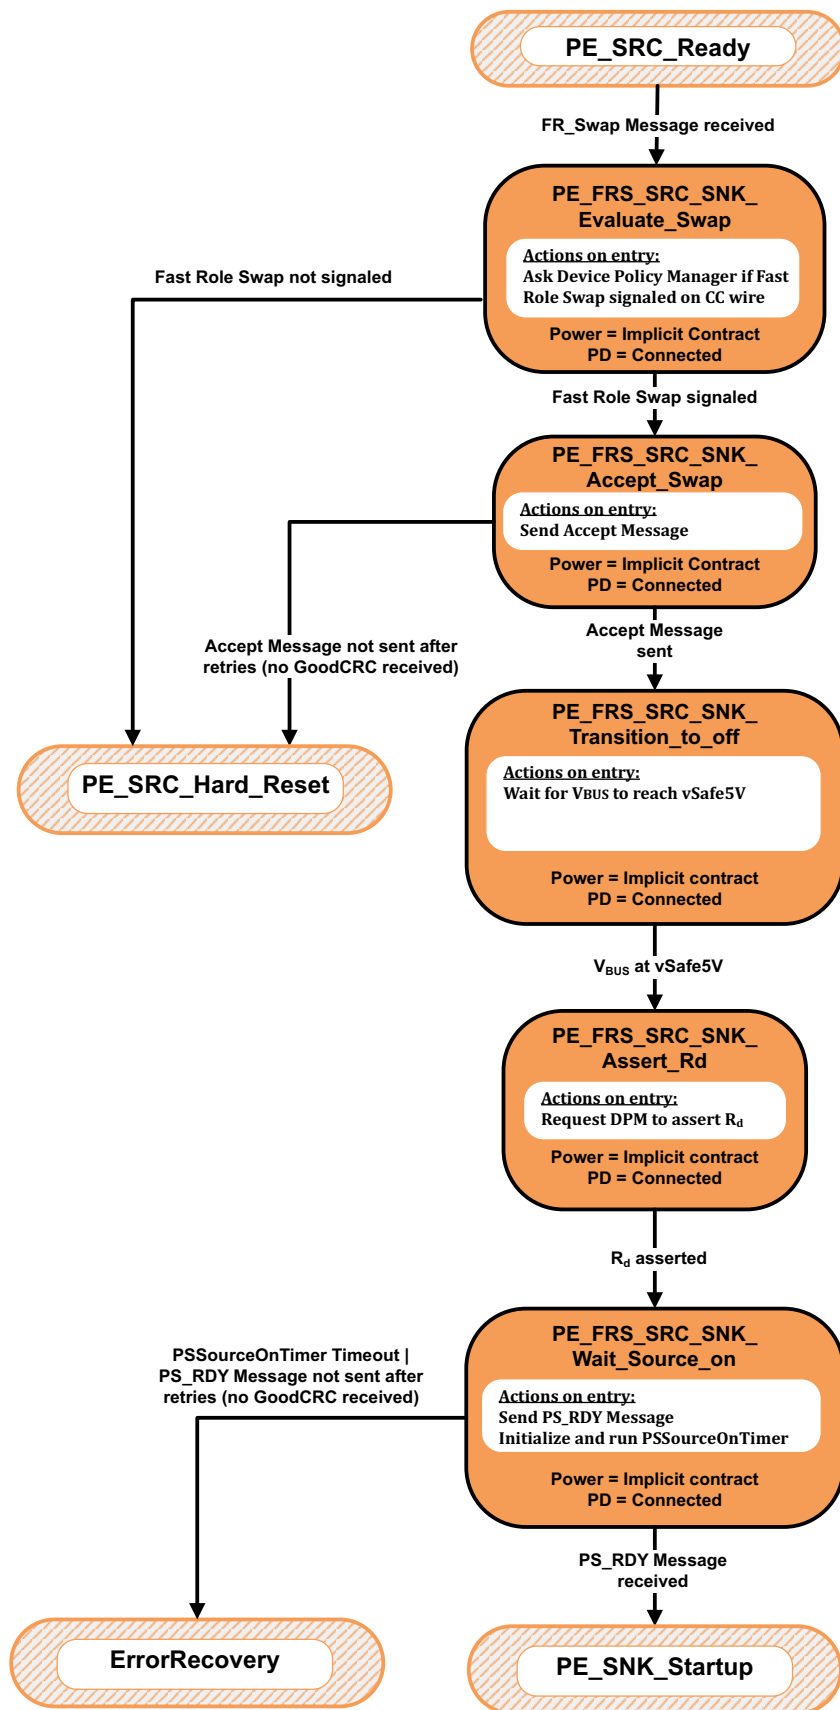 PE_SRC_Ready
FR_Swap Message received
PE_FRS_SRC_SNK_
Evaluate_Swap
Actions on entry:
Ask Device Policy Manager if Fast
Role Swap signaled on CC wire
Power = Implicit Contract
PD = Connected
Fast Role Swap not signaled
Fast Role Swap signaled
PE_FRS_SRC_SNK_
Accept_Swap
Actions on entry:
Send Accept Message
Power = Implicit Contract
PD = Connected
Accept Message not sent after
retries (no GoodCRC received)
Accept Message
sent
PE_SRC_Hard_Reset
PE_FRS_SRC_SNK_
Transition_to_off
Actions on entry:
Wait for VBUS to reach vSafe5V
Power = Implicit contract
PD = Connected
VBUS at vSafe5V
PE_FRS_SRC_SNK_
Assert_Rd
Actions on entry:
Request DPM to assert Rd
Power = Implicit contract
PD = Connected
Rd asserted
PE_FRS_SRC_SNK_
Wait_Source_on
Actions on entry:
Send PS_RDY Message
Initialize and run PSSourceOnTimer
Power = Implicit contract
PD = Connected
PSSourceOnTimer Timeout |
PS_RDY Message not sent after
retries (no GoodCRC received)
PS_RDY Message
received
ErrorRecovery
PE_SNK_Startup